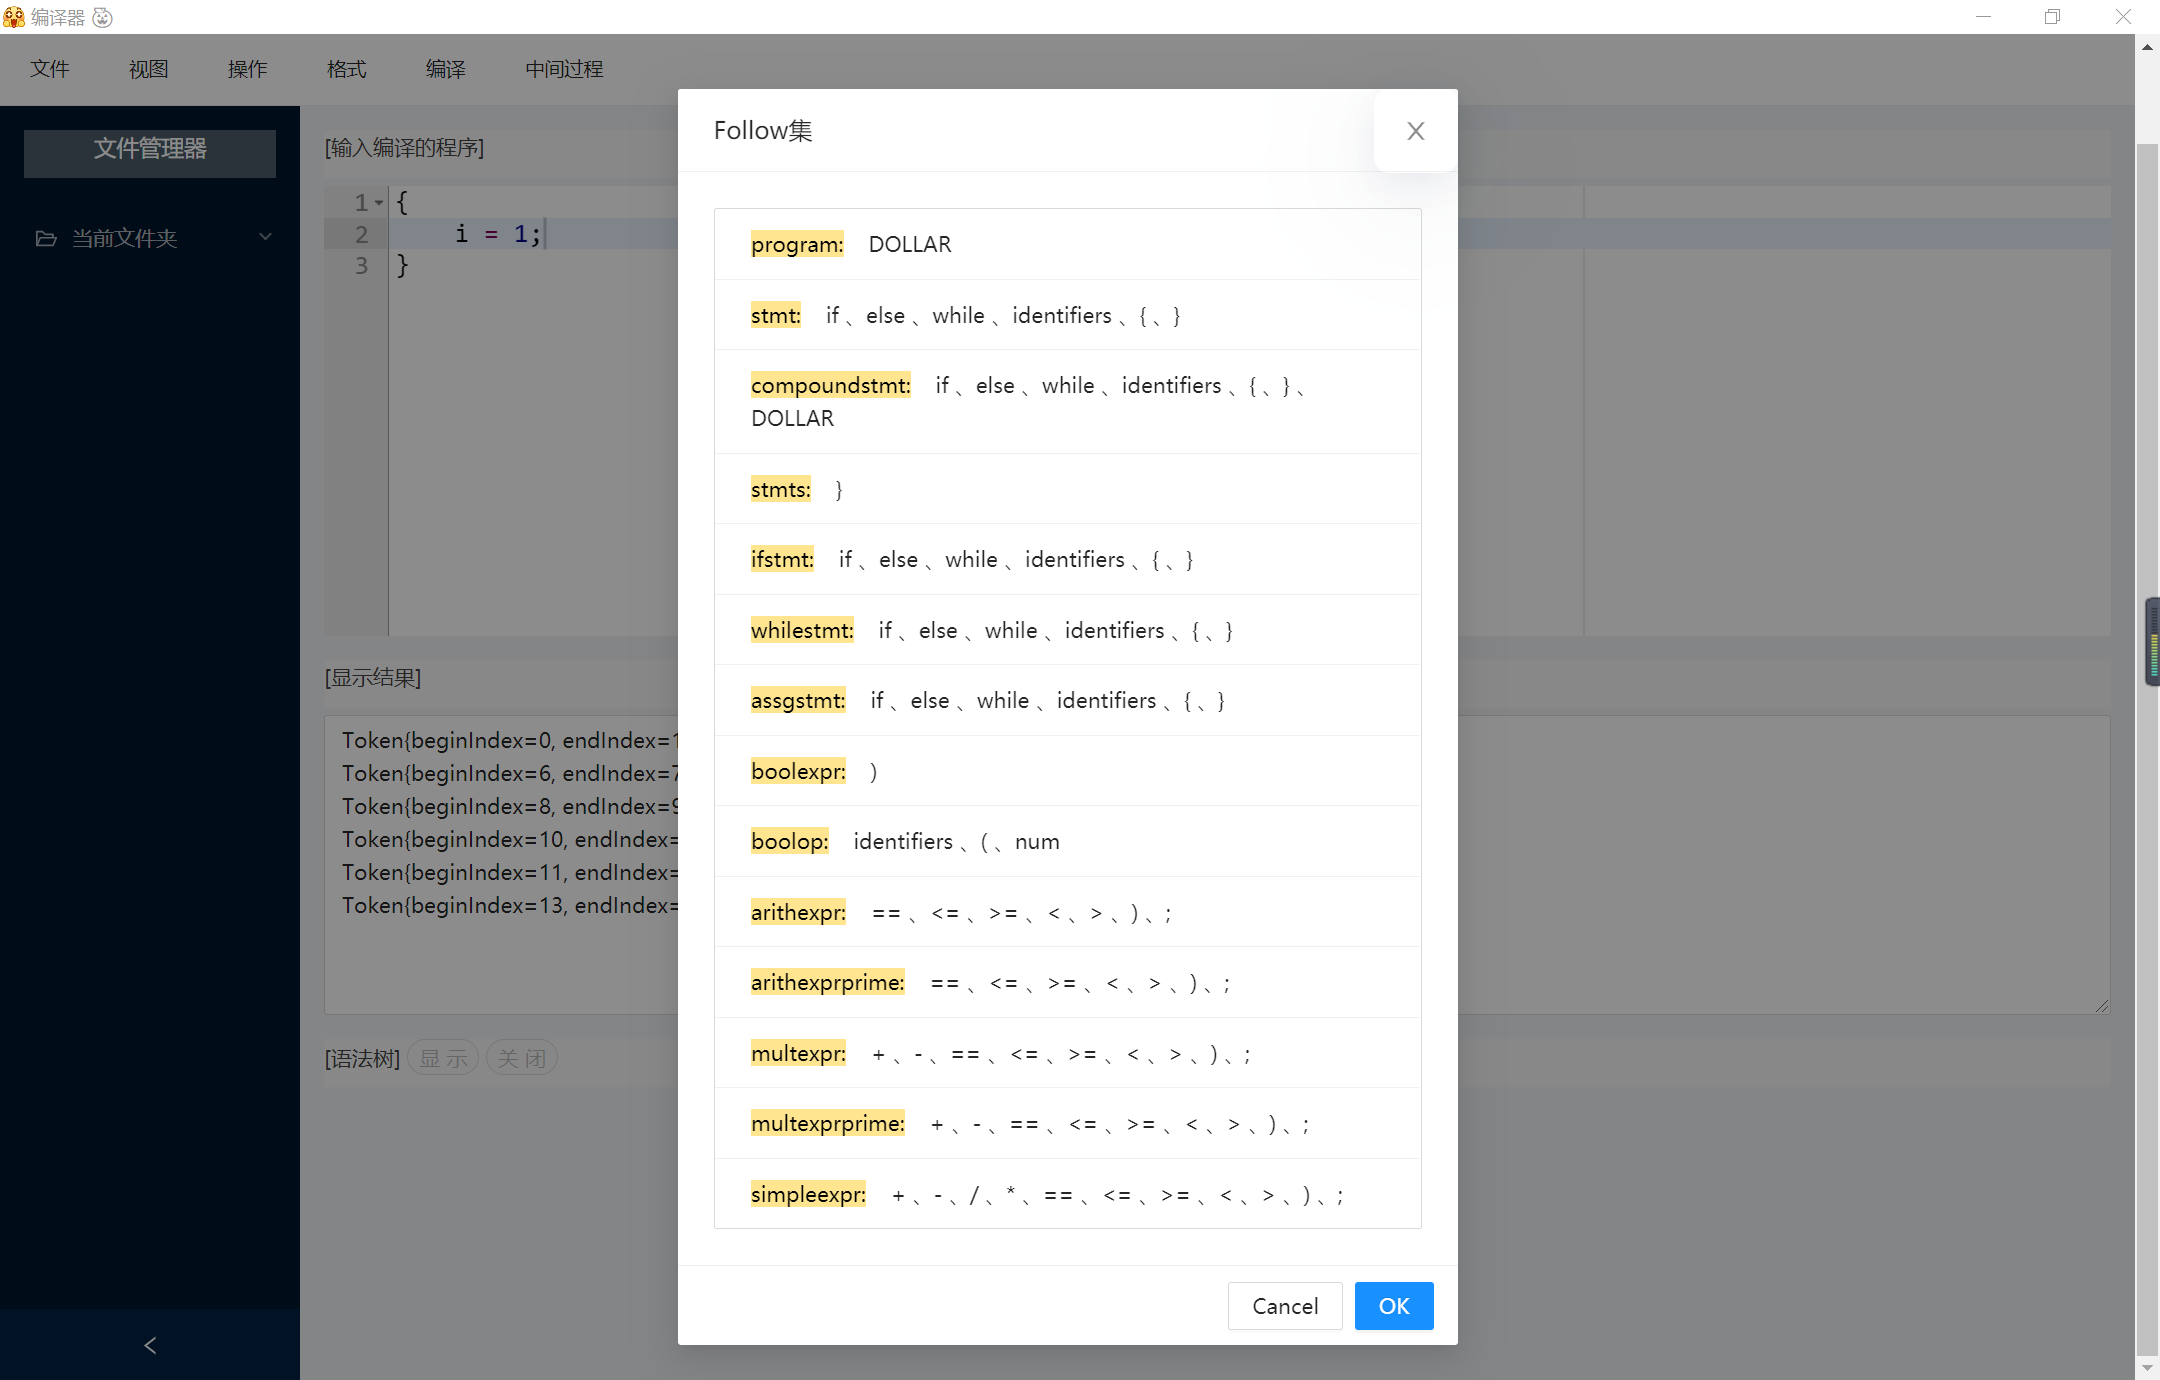 编译器
文件 视图 操作 格式 编译 中间过程
文件管理器
当前文件夹
[输入编译的程序]
1 {
2 i = 1;
3 }
[显示结果]
Token{beginIndex=0, endIndex=1
Token{beginIndex=6, endIndex=7
Token{beginIndex=8, endIndex=9
Token{beginIndex=10, endIndex=
Token{beginIndex=11, endIndex=
Token{beginIndex=13, endIndex=
[语法树] 显 示 关 闭
Follow集
program: DOLLAR
stmt: if 、else 、while 、identifiers 、{ 、}
compoundstmt: if 、else 、while 、identifiers 、{ 、} 、
DOLLAR
stmts: }
ifstmt: if 、else 、while 、identifiers 、{ 、}
whilestmt: if 、else 、while 、identifiers 、{ 、}
assgstmt: if 、else 、while 、identifiers 、{ 、}
boolexpr: )
boolop: identifiers 、( 、num
arithexpr: == 、<= 、>= 、< 、> 、) 、;
arithexprprime: == 、<= 、>= 、< 、> 、) 、;
multexpr: + 、- 、== 、<= 、>= 、< 、> 、) 、;
multexprprime: + 、- 、== 、<= 、>= 、< 、> 、) 、;
simpleexpr: + 、- 、/ 、* 、== 、<= 、>= 、< 、> 、) 、;
Cancel OK